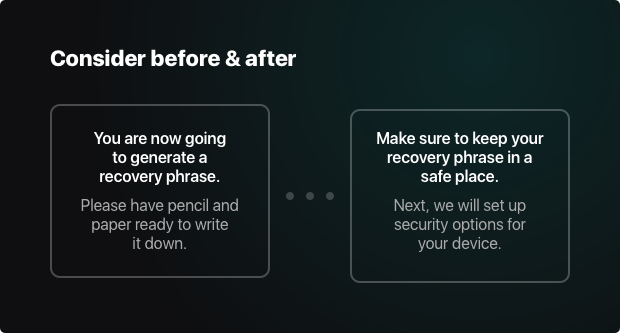 Consider before & after
You are now going
to generate a
recovery phrase.
Please have pencil and
paper ready to write
it down.
Make sure to keep your
recovery phrase in a
safe place.
Next, we will set up
security options for
your device.